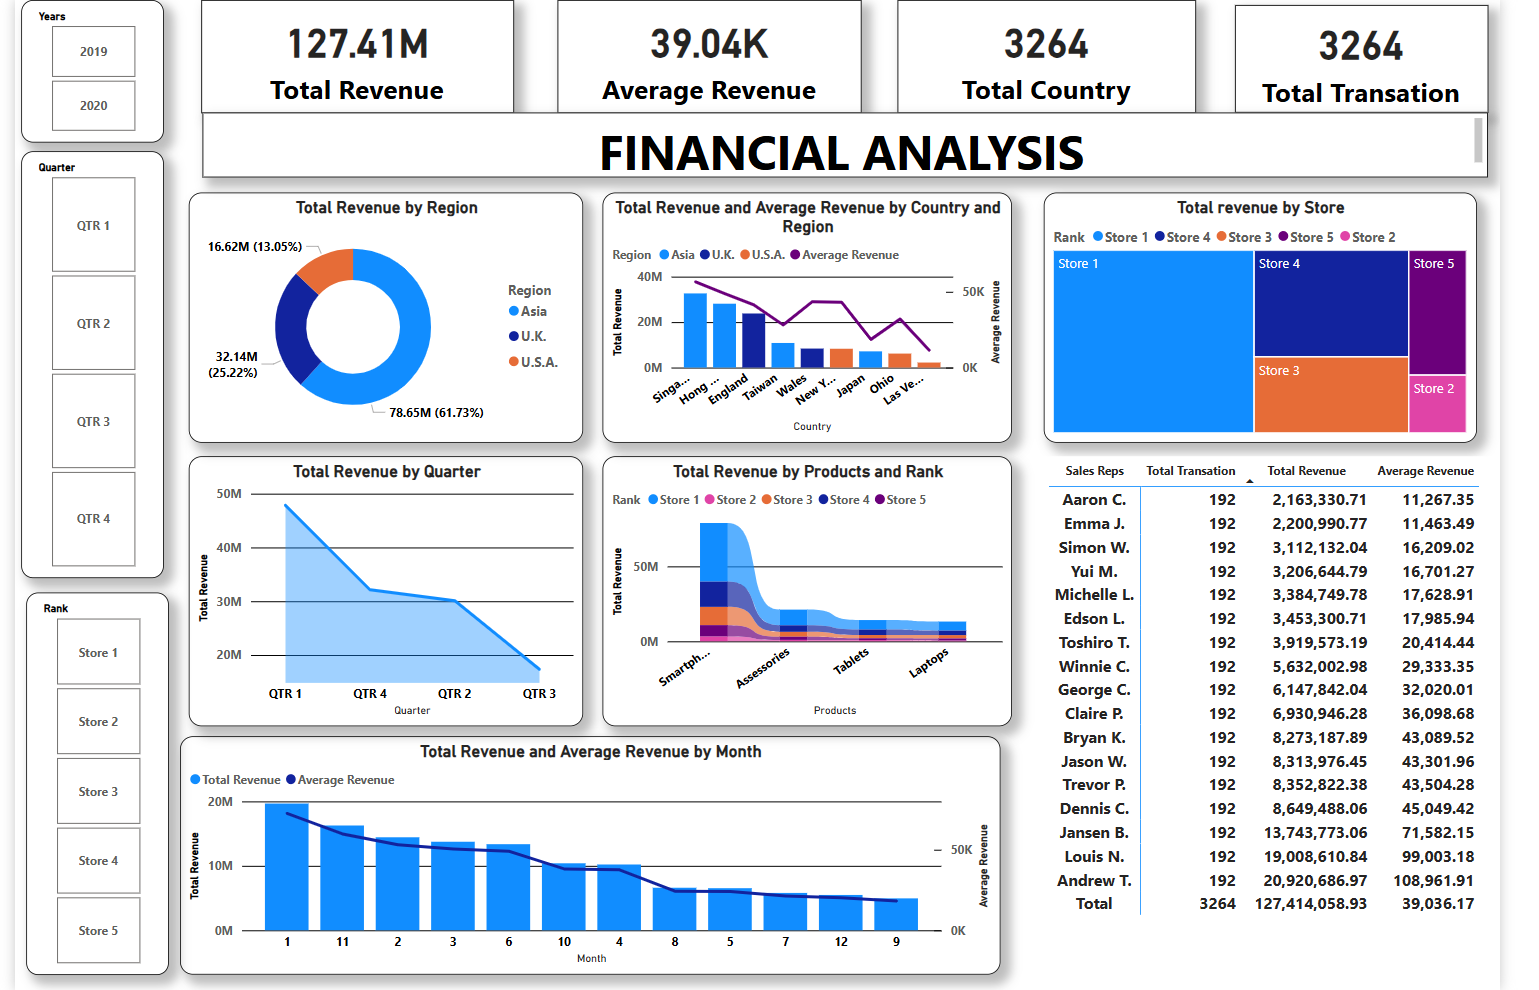 Years
2019
2020
127.41M
Total Revenue
39.04K
Average Revenue
3264
Total Country
3264
Total Transation
FINANCIAL ANALYSIS
Quarter
QTR 1
QTR 2
QTR 3
QTR 4
Rank
Store 1
Store 2
Store 3
Store 4
Store 5
Total Revenue by Region
16.62M (13.05%)
32.14M
(25.22%)
78.65M (61.73%)
Region
Asia
U.K.
U.S.A.
Total Revenue and Average Revenue by Country and
Region
Region Asia U.K. U.S.A. Average Revenue
Total Revenue
40M
20M
0M
50K
0K
Average Revenue
Singa... Hong ... England Taiwan Wales New Y... Japan Ohio Las Ve...
Country
Total revenue by Store
Rank Store 1 Store 4 Store 3 Store 5 Store 2
Store 1
Store 4
Store 5
Store 3
Store 2
Total Revenue by Quarter
Total Revenue
50M
40M
30M
20M
QTR 1 QTR 4 QTR 2 QTR 3
Quarter
Total Revenue by Products and Rank
Rank Store 1 Store 2 Store 3 Store 4 Store 5
Total Revenue
50M
0M
Smartph... Assessories Tablets Laptops
Products
Sales Reps Total Transation Total Revenue Average Revenue
Aaron C. 192 2,163,330.71 11,267.35
Emma J. 192 2,200,990.77 11,463.49
Simon W. 192 3,112,132.04 16,209.02
Yui M. 192 3,206,644.79 16,701.27
Michelle L. 192 3,384,749.78 17,628.91
Edson L. 192 3,453,300.71 17,985.94
Toshiro T. 192 3,919,573.19 20,414.44
Winnie C. 192 5,632,002.98 29,333.35
George C. 192 6,147,842.04 32,020.01
Claire P. 192 6,930,946.28 36,098.68
Bryan K. 192 8,273,187.89 43,089.52
Jason W. 192 8,313,976.45 43,301.96
Trevor P. 192 8,352,822.38 43,504.28
Dennis C. 192 8,649,488.06 45,049.42
Jansen B. 192 13,743,773.06 71,582.15
Louis N. 192 19,008,610.84 99,003.18
Andrew T. 192 20,920,686.97 108,961.91
Total 3264 127,414,058.93 39,036.17
Total Revenue and Average Revenue by Month
Total Revenue Average Revenue
Total Revenue
20M
10M
0M
50K
0K
Average Revenue
1 11 2 3 6 10 4 8 5 7 12 9
Month